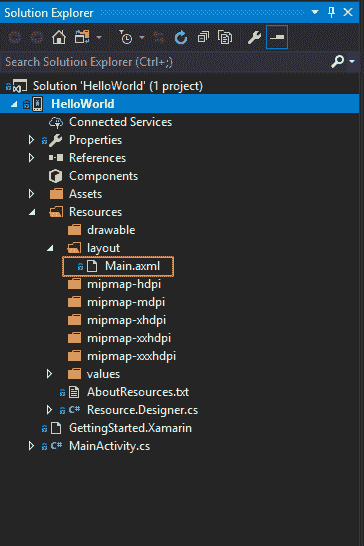 Solution Explorer
Search Solution Explorer (Ctrl+;)
Solution 'HelloWorld' (1 project)
HelloWorld
Connected Services
Properties
References
Components
Assets
Resources
drawable
layout
Main.axml
mipmap-hdpi
mipmap-mdpi
mipmap-xhdpi
mipmap-xxhdpi
mipmap-xxxhdpi
values
AboutResources.txt
C# Resource.Designer.cs
GettingStarted.Xamarin
C# MainActivity.cs